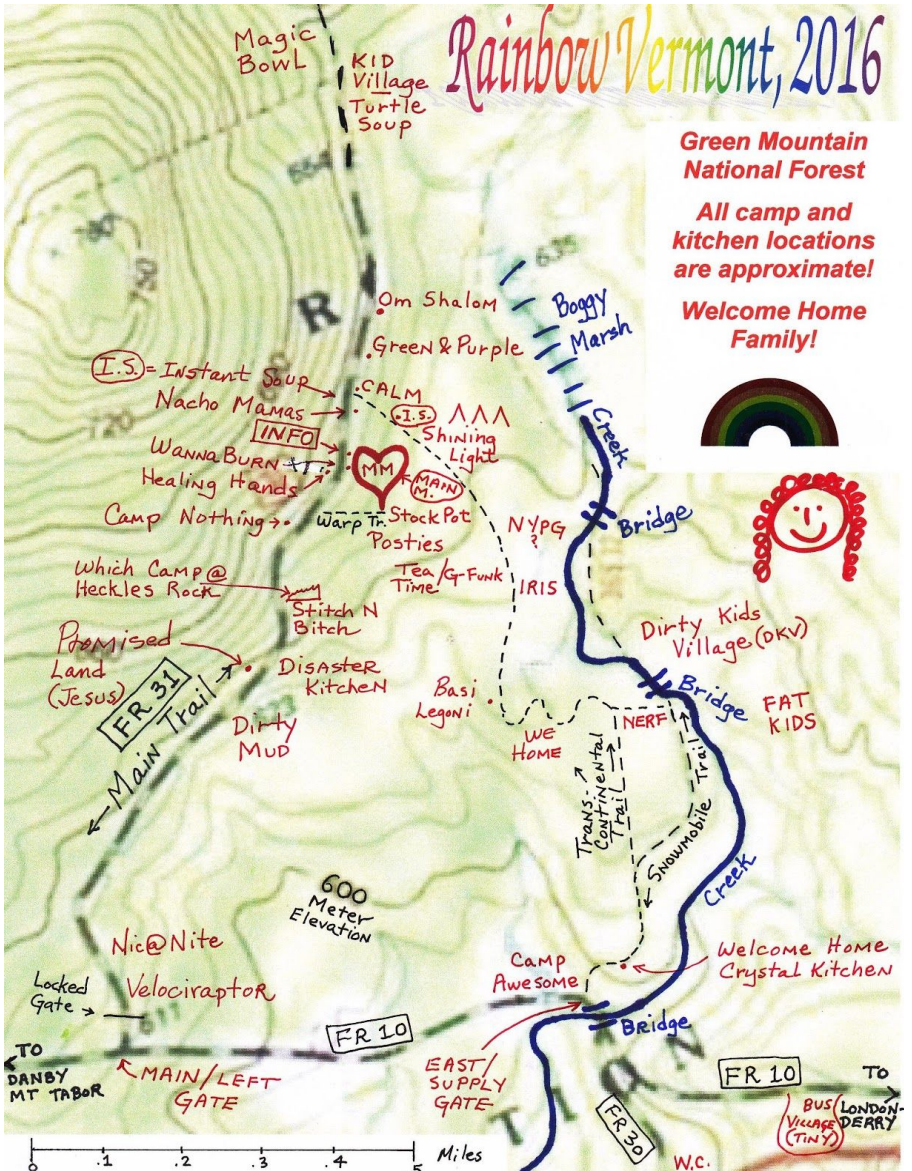 Rainbow Vermont, 2016
Magic
Bowl
KID
Village
Turtle
Soup
Green Mountain
National Forest
All camp and
kitchen locations
are approximate!
Welcome Home
Family!
664
780
760
720
635
R
Om Shalom
Boggy
Marsh
Green & Purple
I.S. = Instant Soup
CALM
Nacho Mamas
I.S.
Shining
Light
Creek
INFO
Wanna Burn
MM
MAIN
M.
Healing Hands
Camp Nothing
Warp Tr.
Stock Pot
Posties
NYPG
?
Bridge
Which Camp @
Heckles Rock
Tea/G-Funk
Time
IRIS
Stitch N
Bitch
Promised
Land
(Jesus)
Disaster
Kitchen
Dirty Kids
Village (DKV)
FR 31
Main Trail
Dirty
Mud
Basi
Legoni
Bridge
FAT
KIDS
WE
HOME
NERF
Trans-
Continental
Trail
Snowmobile
Trail
Creek
600
Meter
Elevation
Nic@Nite
Velociraptor
Locked
Gate
611
Camp
Awesome
Welcome Home
Crystal Kitchen
FR 10
Bridge
TO
DANBY
MT TABOR
MAIN/LEFT
GATE
EAST/
SUPPLY
GATE
TION
FR 30
FR 10
TO
LONDON-
DERRY
BUS
VILLAGE
(TINY)
0 .1 .2 .3 .4 .5 Miles
W.C.